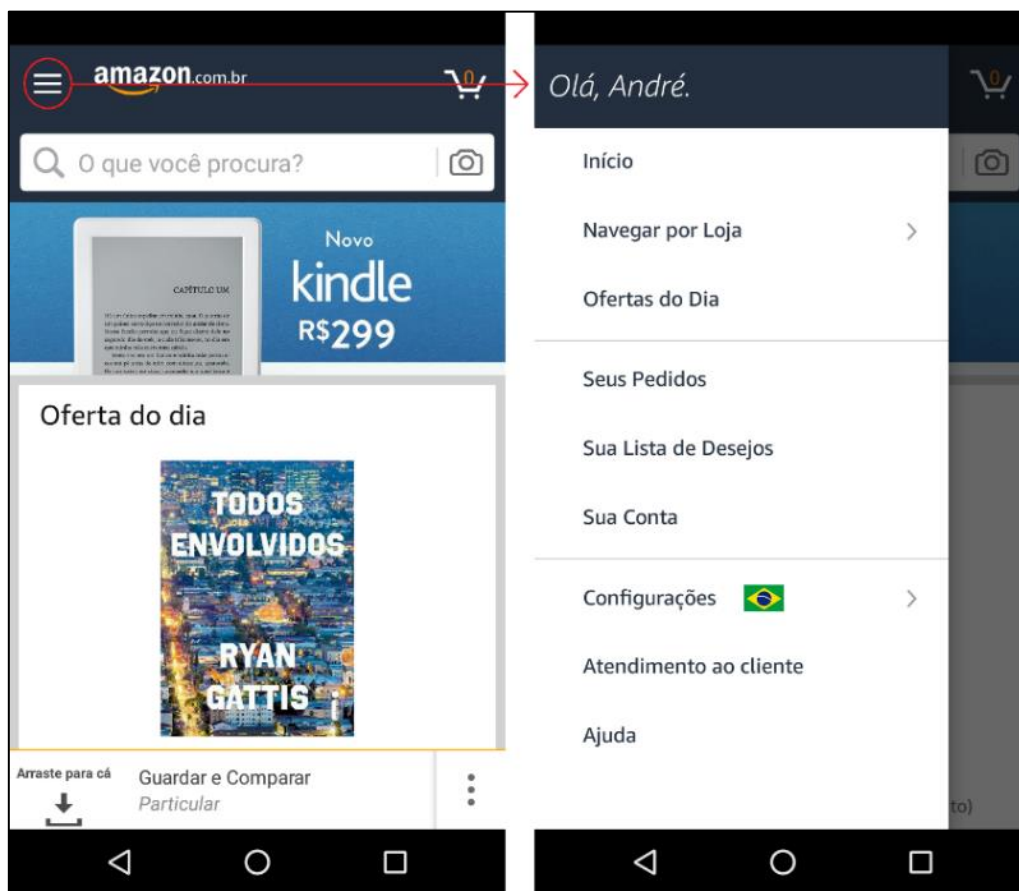 amazon.com.br
0
O que você procura?
Novo
kindle
R$299
CAPÍTULO UM
Oferta do dia
TODOS
ENVOLVIDOS
RYAN
GATTIS
i
Arraste para cá
Guardar e Comparar
Particular
Olá, André.
0
Início
Navegar por Loja
Ofertas do Dia
Seus Pedidos
Sua Lista de Desejos
Sua Conta
Configurações
Atendimento ao cliente
Ajuda
to)